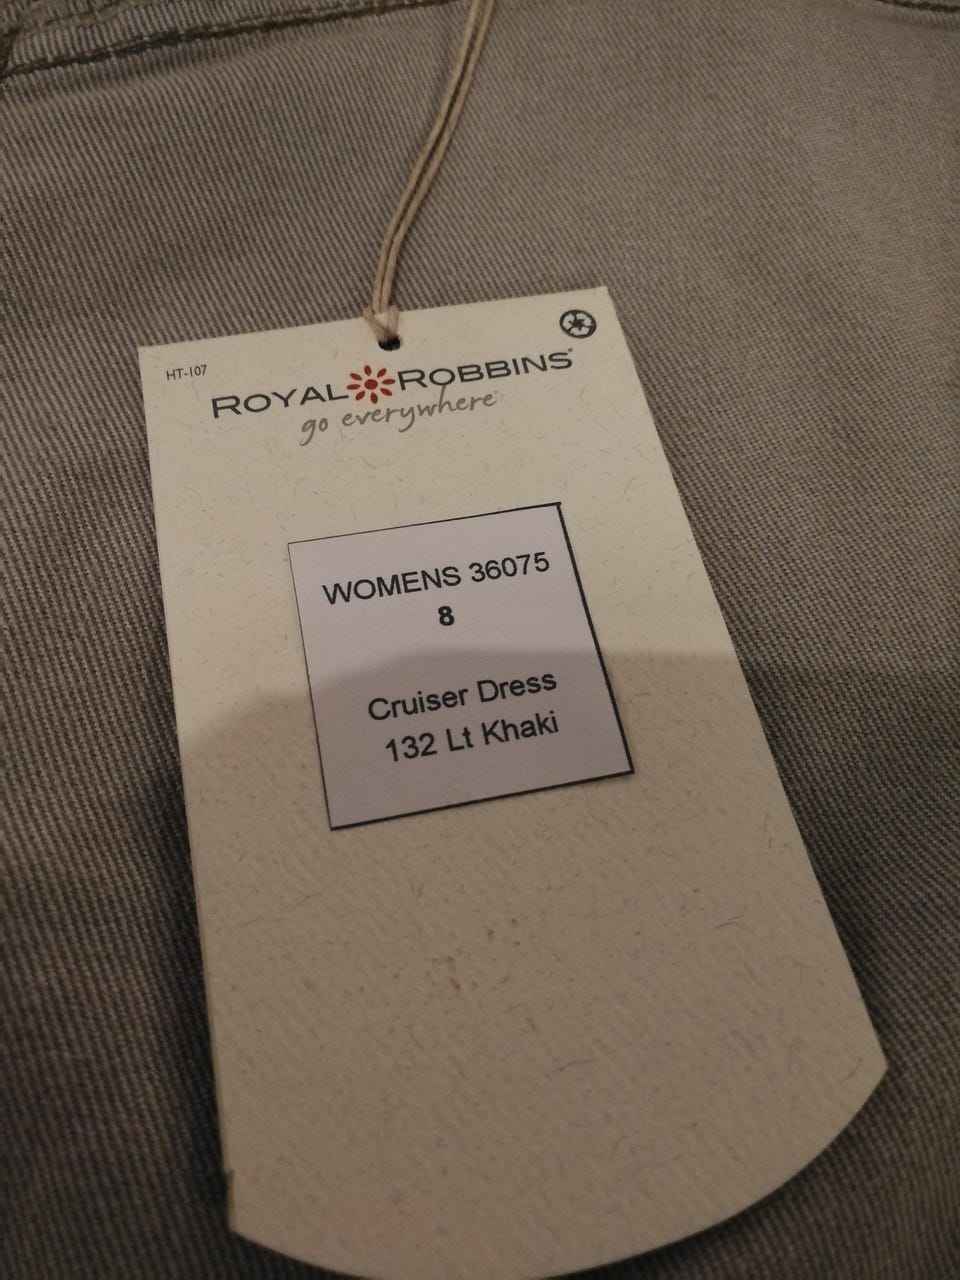 HT-107
ROYAL ROBBINS®
go everywhere
WOMENS 36075
8
Cruiser Dress
132 Lt Khaki